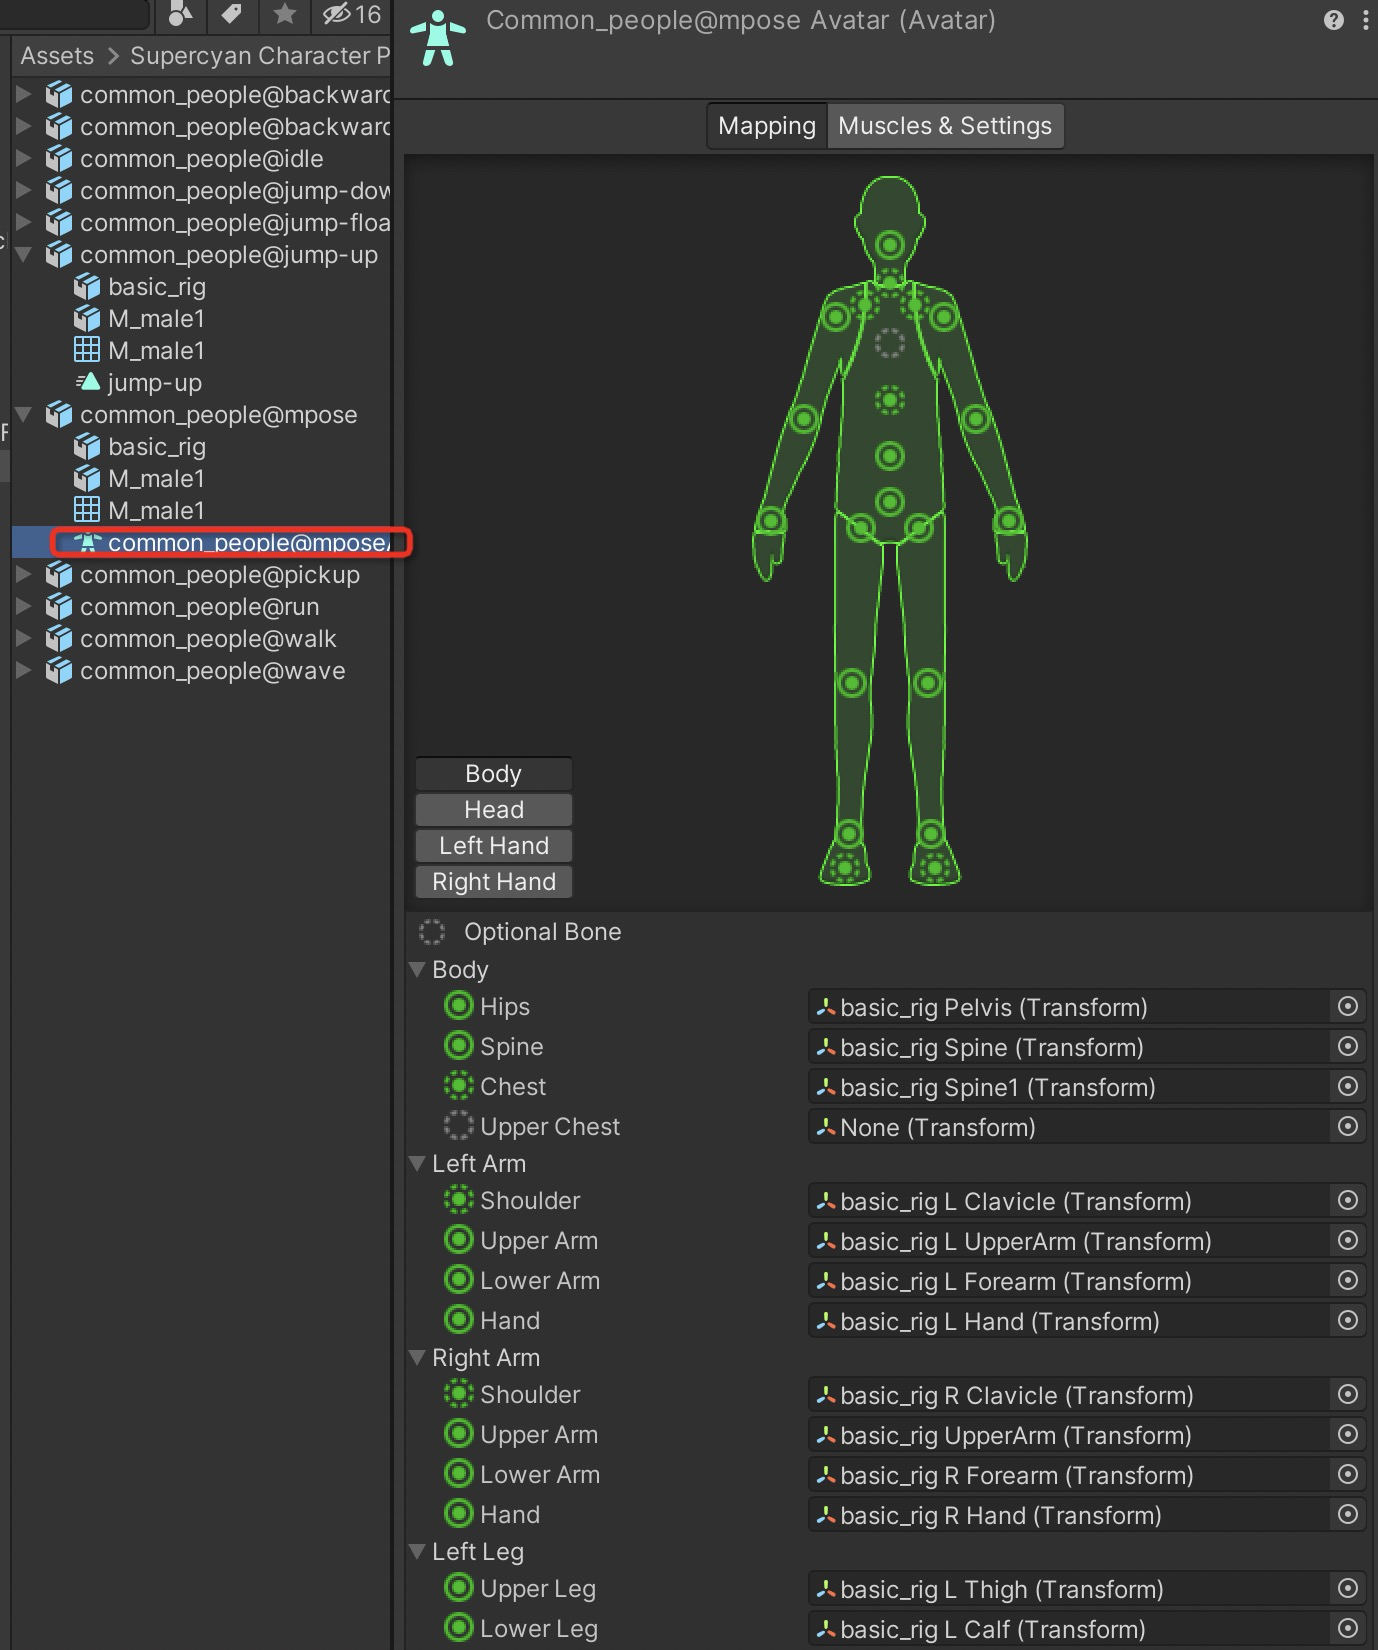 16
Assets > Supercyan Character P
common_people@backward
common_people@backward
common_people@idle
common_people@jump-dow
common_people@jump-floa
common_people@jump-up
basic_rig
M_male1
M_male1
jump-up
common_people@mpose
basic_rig
M_male1
M_male1
common_people@mposeA
common_people@pickup
common_people@run
common_people@walk
common_people@wave
Common_people@mpose Avatar (Avatar)
Mapping
Muscles & Settings
Body
Head
Left Hand
Right Hand
Optional Bone
Body
Hips basic_rig Pelvis (Transform)
Spine basic_rig Spine (Transform)
Chest basic_rig Spine1 (Transform)
Upper Chest None (Transform)
Left Arm
Shoulder basic_rig L Clavicle (Transform)
Upper Arm basic_rig L UpperArm (Transform)
Lower Arm basic_rig L Forearm (Transform)
Hand basic_rig L Hand (Transform)
Right Arm
Shoulder basic_rig R Clavicle (Transform)
Upper Arm basic_rig UpperArm (Transform)
Lower Arm basic_rig R Forearm (Transform)
Hand basic_rig R Hand (Transform)
Left Leg
Upper Leg basic_rig L Thigh (Transform)
Lower Leg basic_rig L Calf (Transform)